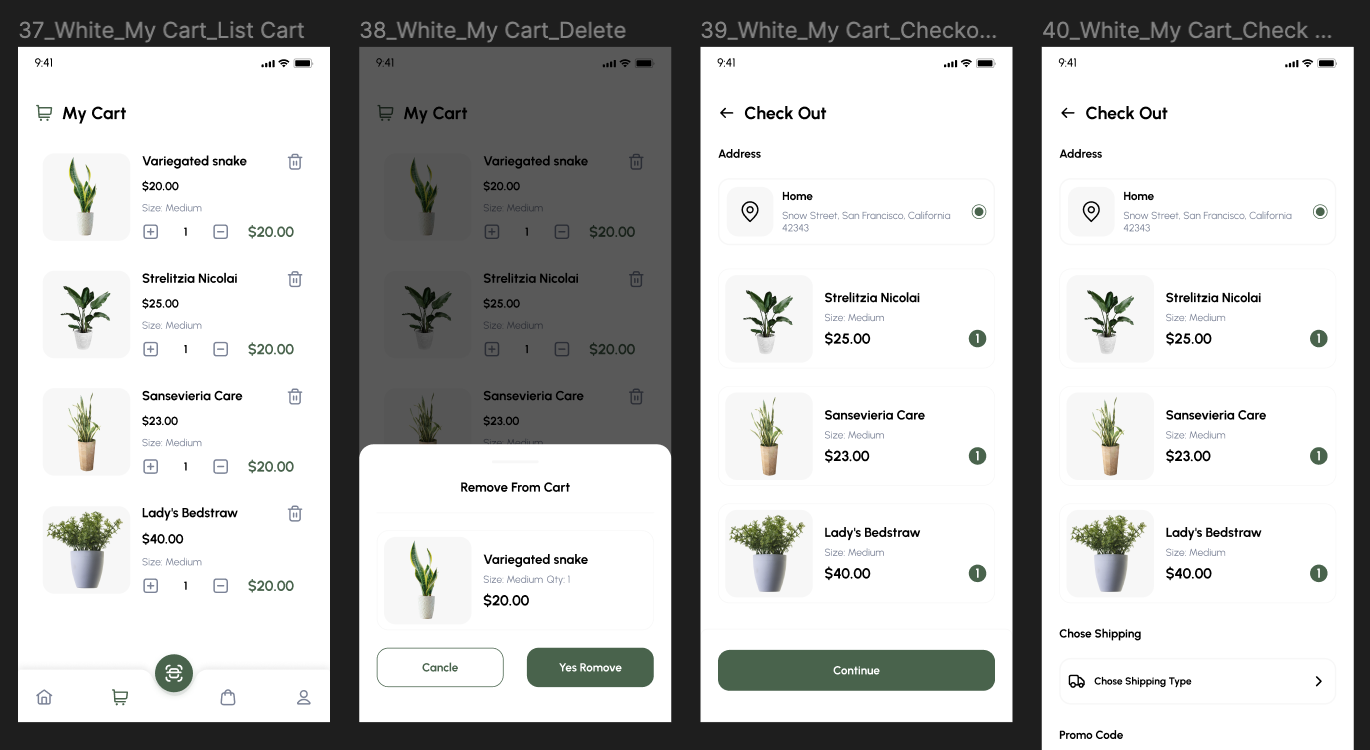 37_White_My Cart_List Cart
9:41
My Cart
Variegated snake
$20.00
Size: Medium
1
$20.00
Strelitzia Nicolai
$25.00
Size: Medium
1
$20.00
Sansevieria Care
$23.00
Size: Medium
1
$20.00
Lady's Bedstraw
$40.00
Size: Medium
1
$20.00
38_White_My Cart_Delete
9:41
My Cart
Variegated snake
$20.00
Size: Medium
1
$20.00
Strelitzia Nicolai
$25.00
Size: Medium
1
$20.00
Sansevieria Care
$23.00
Size: Medium
Remove From Cart
Variegated snake
Size: Medium Qty: 1
$20.00
Cancle
Yes Remove
39_White_My Cart_Checko...
9:41
Check Out
Address
Home
Snow Street, San Francisco, California
42343
Strelitzia Nicolai
Size: Medium
$25.00
1
Sansevieria Care
Size: Medium
$23.00
1
Lady's Bedstraw
Size: Medium
$40.00
1
Continue
40_White_My Cart_Check ...
9:41
Check Out
Address
Home
Snow Street, San Francisco, California
42343
Strelitzia Nicolai
Size: Medium
$25.00
1
Sansevieria Care
Size: Medium
$23.00
1
Lady's Bedstraw
Size: Medium
$40.00
1
Chose Shipping
Chose Shipping Type
Promo Code